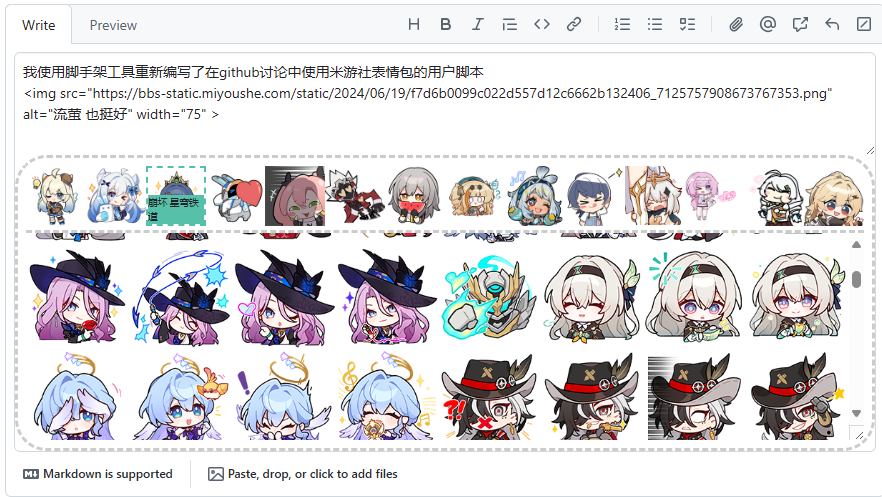 Write Preview
我使用脚手架工具重新编写了在github讨论中使用米游社表情包的用户脚本
<img src="https://bbs-static.miyoushe.com/static/2024/06/19/f7d6b0099c022d557d12c6662b132406_7125757908673767353.png"
alt="流萤 也挺好" width="75" >
崩坏 星穹铁
道
?!
Markdown is supported
Paste, drop, or click to add files